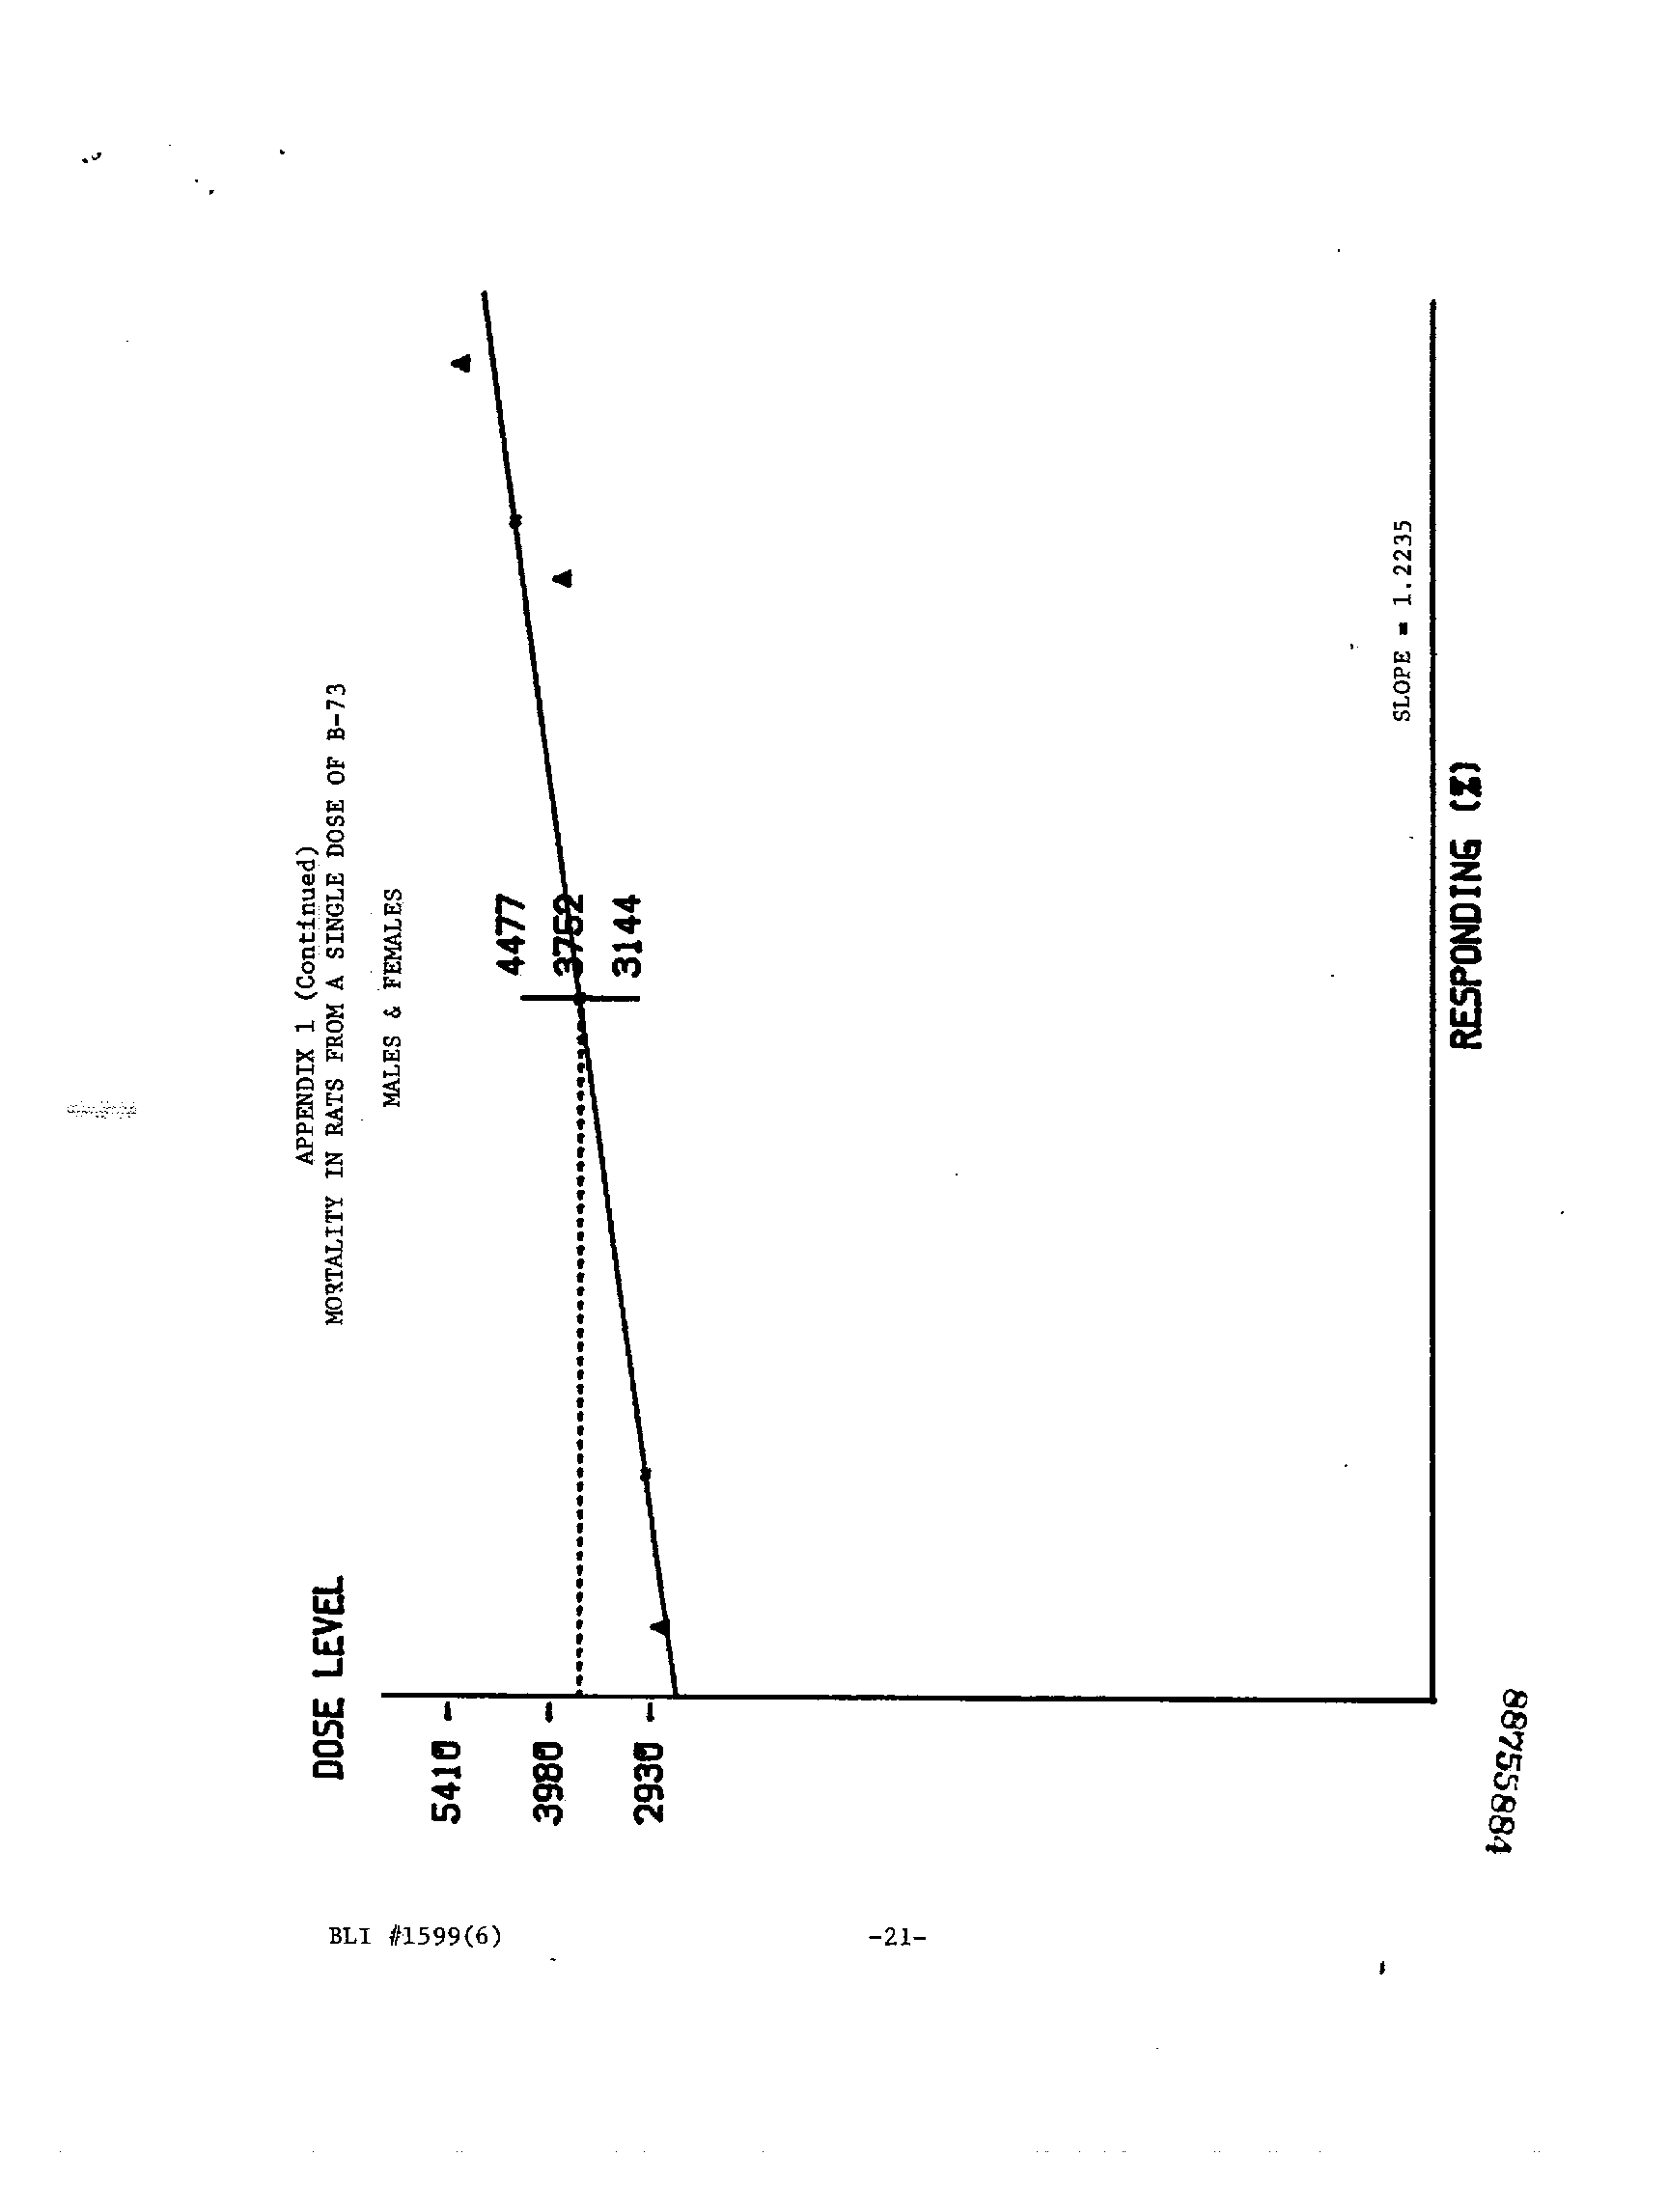 APPENDIX 1 (Continued)
MORTALITY IN RATS FROM A SINGLE DOSE OF B-73
MALES & FEMALES
DOSE LEVEL
5410
3980
2930
4477
3752
3144
SLOPE = 1.2235
RESPONDING (%)
88755884
BLI #1599(6)
-21-